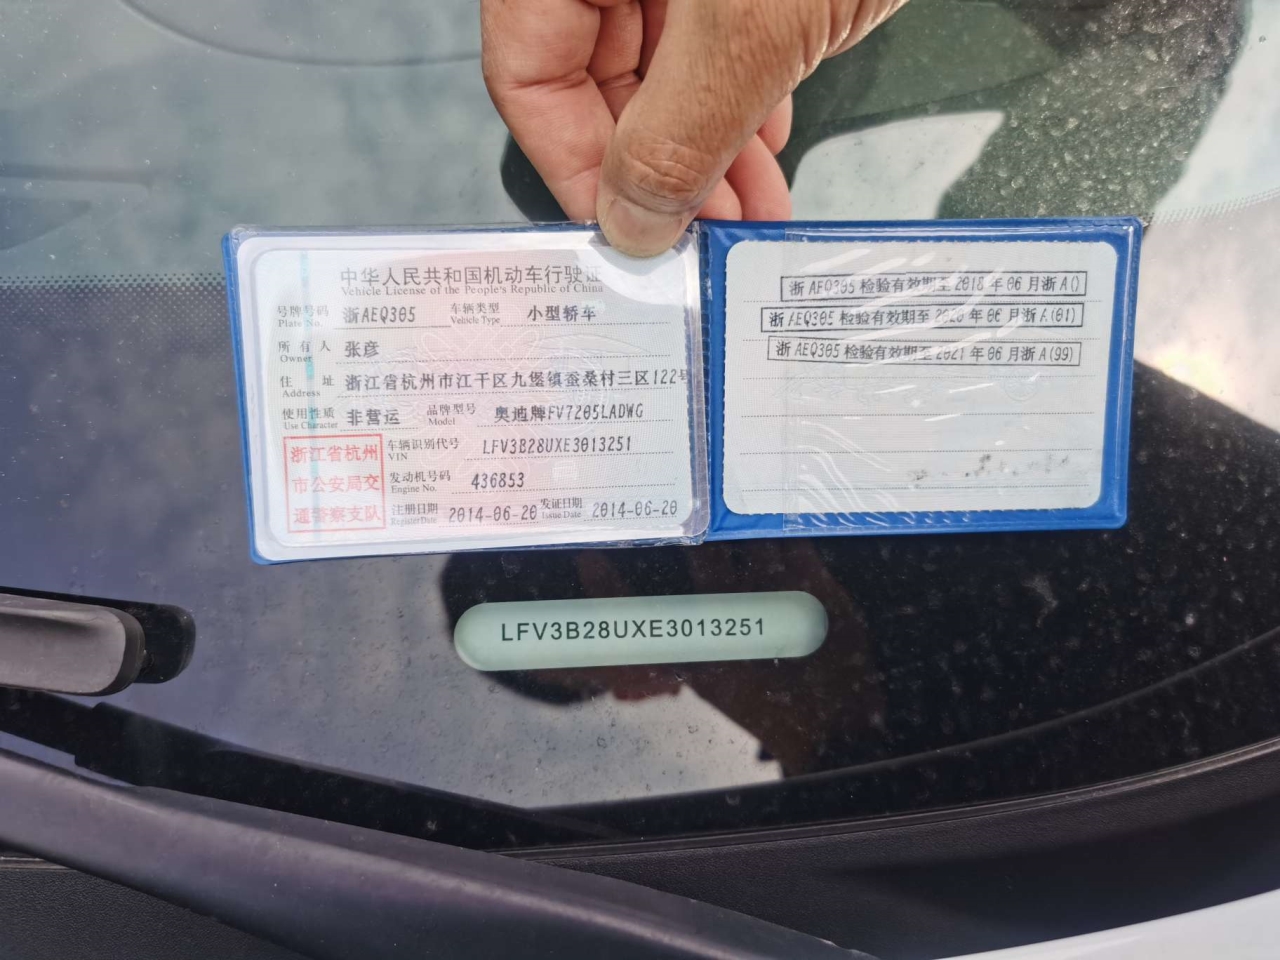 中华人民共和国机动车行驶证
Vehicle License of the People's Republic of China
号牌号码 浙AEQ305 车辆类型 小型轿车
Plate No. Vehicle Type
所有人 张彦
Owner
住址 浙江省杭州市江干区九堡镇蚕桑村三区122号
Address
使用性质 非营运 品牌型号 奥迪牌FV7205LADWG
Use Character Model
浙江省杭州市公安局交通警察支队
车辆识别代号 LFV3B28UXE3013251
VIN
发动机号码 436853
Engine No.
注册日期 2014-06-20 发证日期 2014-06-20
Register Date Issue Date
浙AEQ305检验有效期至2018年06月浙A()
浙AEQ305检验有效期至2020年06月浙A(01)
浙AEQ305检验有效期至2021年06月浙A(99)
LFV3B28UXE3013251